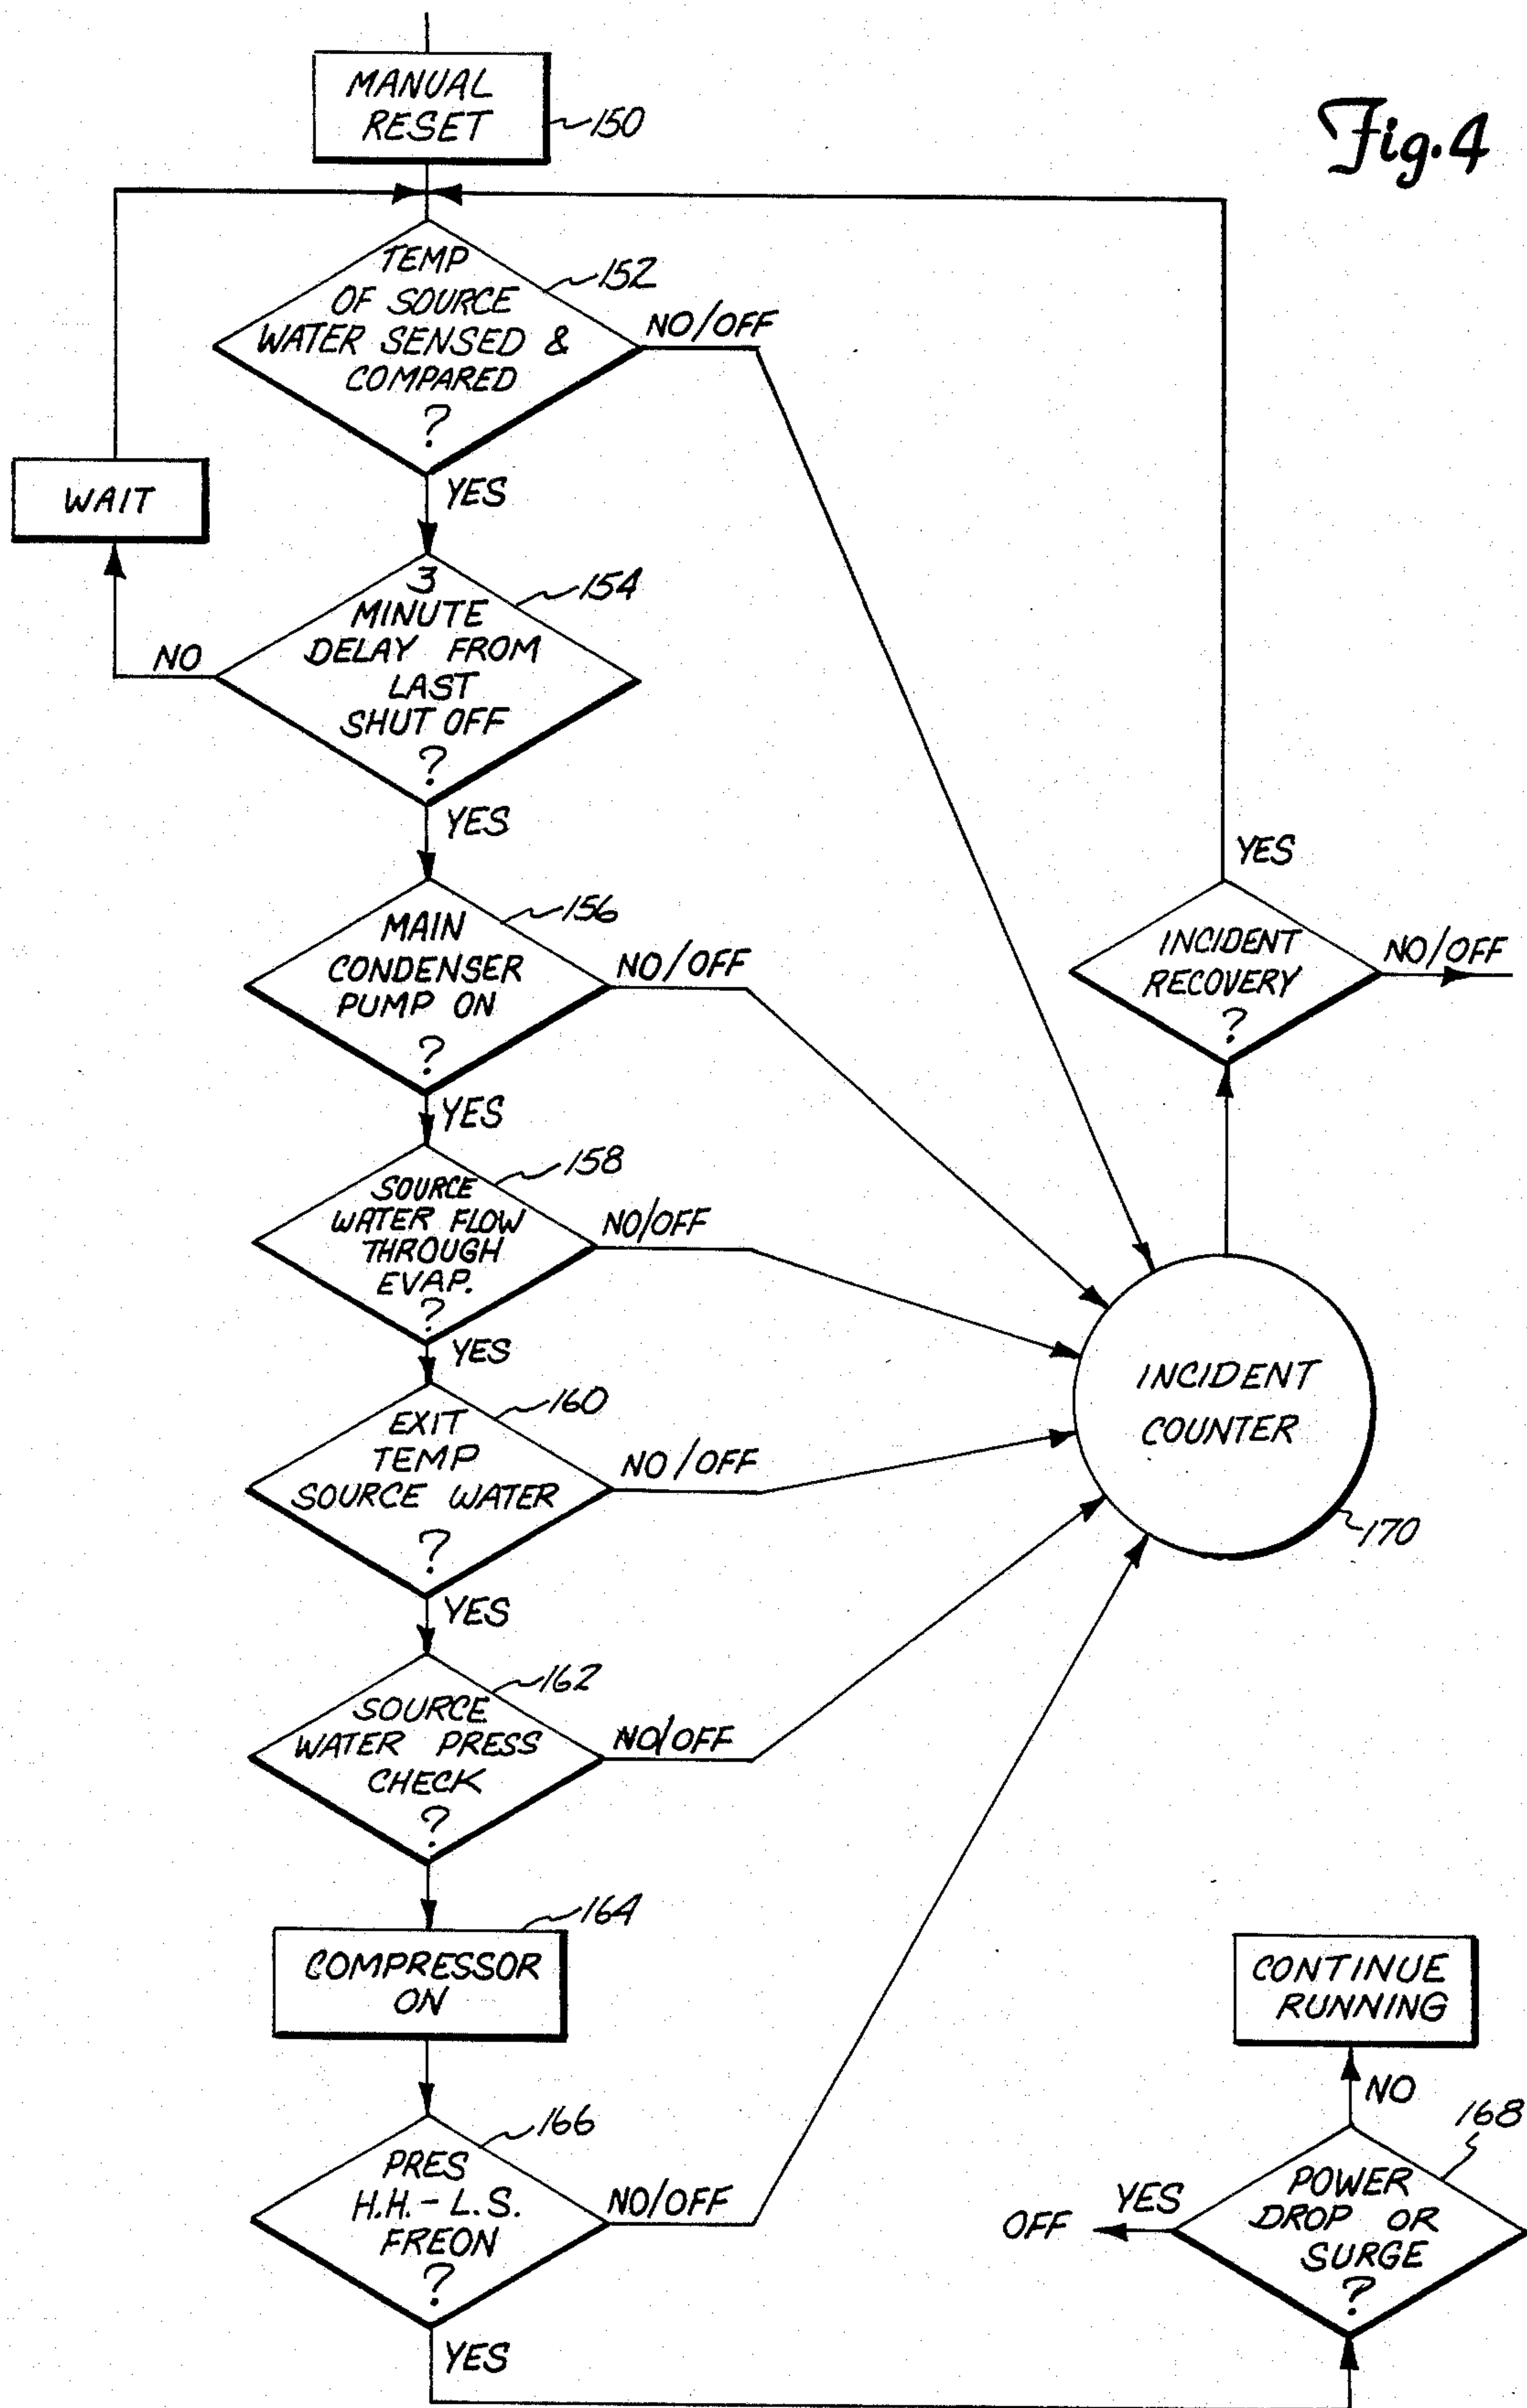 MANUAL
RESET
150
Fig. 4
TEMP
OF SOURCE
WATER SENSED &
COMPARED
?
152
NO/OFF
YES
WAIT
3
MINUTE
DELAY FROM
LAST
SHUT OFF
?
154
NO
YES
MAIN
CONDENSER
PUMP ON
?
156
NO/OFF
YES
YES
INCIDENT
RECOVERY
?
NO/OFF
SOURCE
WATER FLOW
THROUGH
EVAP.
?
158
NO/OFF
YES
INCIDENT
COUNTER
170
EXIT
TEMP
SOURCE WATER
?
160
NO/OFF
YES
SOURCE
WATER PRESS
CHECK
?
162
NO/OFF
COMPRESSOR
ON
164
PRES
H.H.-L.S.
FREON
?
166
NO/OFF
YES
CONTINUE
RUNNING
NO
168
POWER
DROP OR
SURGE
?
YES
OFF